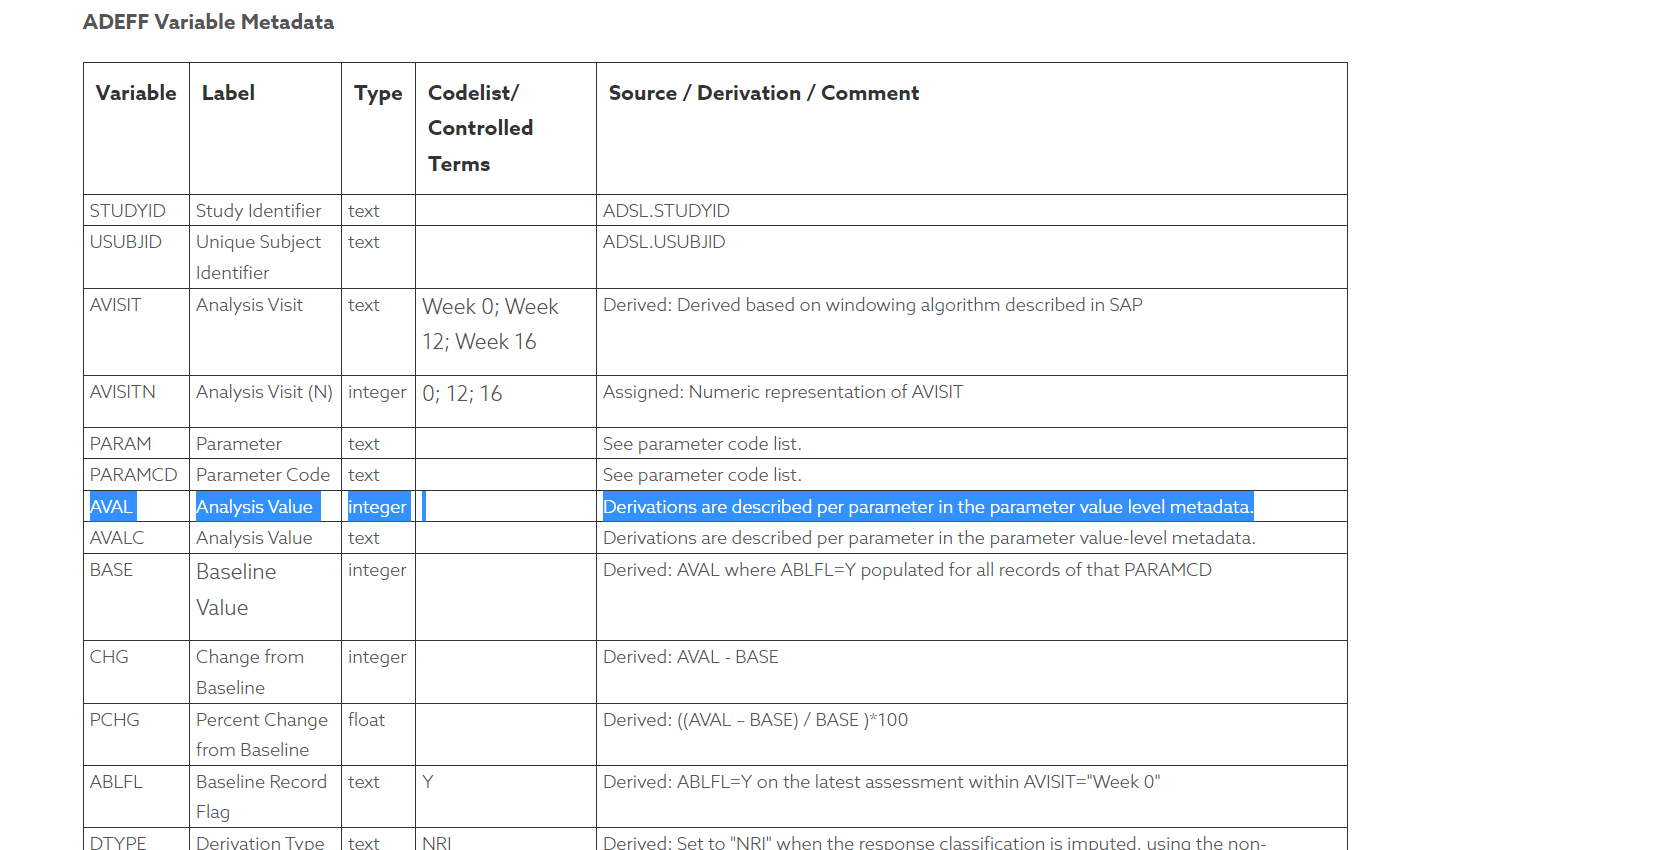 ADEFF Variable Metadata
Variable Label Type Codelist/ Source / Derivation / Comment
Controlled
Terms
STUDYID Study Identifier text ADSL.STUDYID
USUBJID Unique Subject text ADSL.USUBJID
Identifier
AVISIT Analysis Visit text Week 0; Week Derived: Derived based on windowing algorithm described in SAP
12; Week 16
AVISITN Analysis Visit (N) integer 0; 12; 16 Assigned: Numeric representation of AVISIT
PARAM Parameter text See parameter code list.
PARAMCD Parameter Code text See parameter code list.
AVAL Analysis Value integer Derivations are described per parameter in the parameter value level metadata.
AVALC Analysis Value text Derivations are described per parameter in the parameter value-level metadata.
BASE Baseline integer Derived: AVAL where ABLFL=Y populated for all records of that PARAMCD
Value
CHG Change from integer Derived: AVAL - BASE
Baseline
PCHG Percent Change float Derived: ((AVAL – BASE) / BASE )*100
from Baseline
ABLFL Baseline Record text Y Derived: ABLFL=Y on the latest assessment within AVISIT="Week 0"
Flag
DTYPE Derivation Type text NRI Derived: Set to "NRI" when the response classification is imputed, using the non-